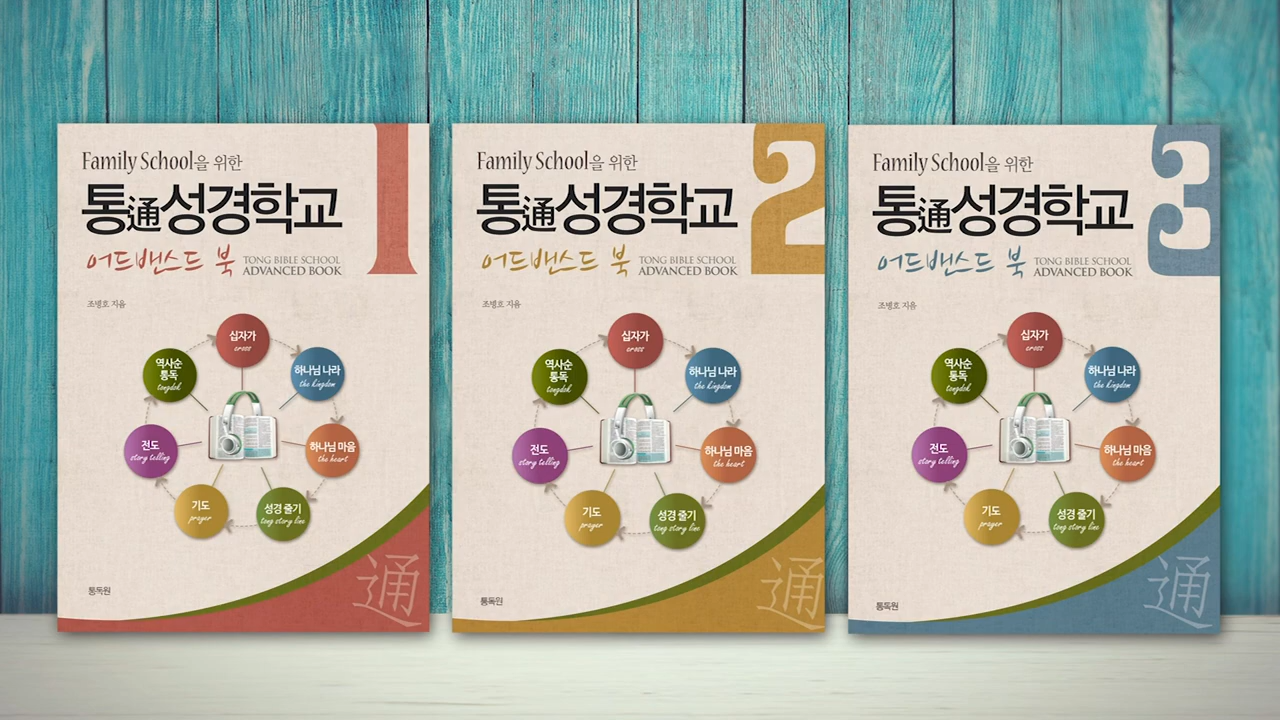 Family School을 위한
통通성경학교
어드밴스드 북
TONG BIBLE SCHOOL
ADVANCED BOOK
1
조병호 지음
십자가
cross
하나님 나라
the kingdom
하나님 마음
the heart
성경 줄기
tong story line
기도
prayer
전도
story telling
역사순
통독
tongdok
통독원
通
Family School을 위한
통通성경학교
어드밴스드 북
TONG BIBLE SCHOOL
ADVANCED BOOK
2
조병호 지음
십자가
cross
하나님 나라
the kingdom
하나님 마음
the heart
성경 줄기
tong story line
기도
prayer
전도
story telling
역사순
통독
tongdok
통독원
通
Family School을 위한
통通성경학교
어드밴스드 북
TONG BIBLE SCHOOL
ADVANCED BOOK
3
조병호 지음
십자가
cross
하나님 나라
the kingdom
하나님 마음
the heart
성경 줄기
tong story line
기도
prayer
전도
story telling
역사순
통독
tongdok
통독원
通